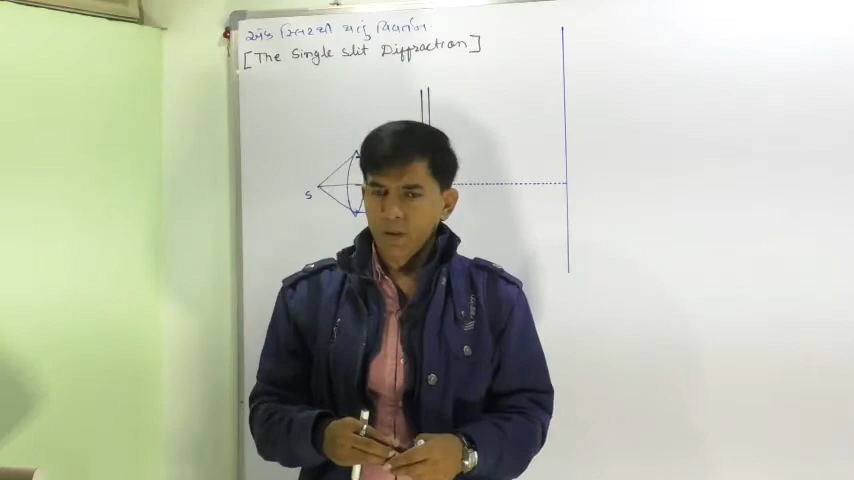 એક સ્લિટથી થતું વિવર્તન.
[The Single slit Diffraction]
S